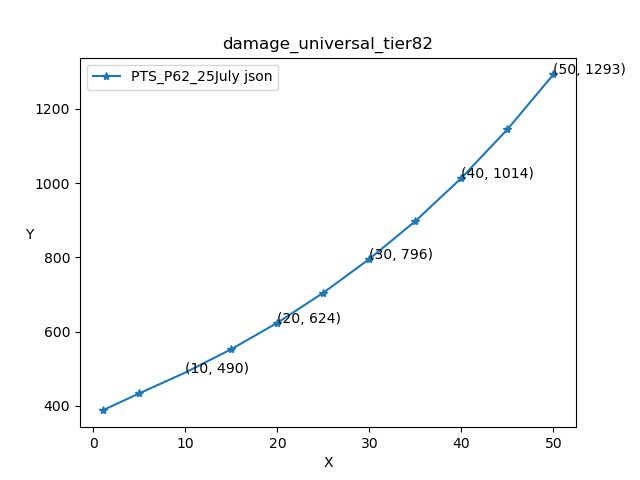 damage_universal_tier82
PTS_P62_25July json
(50, 1293)
1200
(40, 1014)
1000
Y
800
(30, 796)
(20, 624)
600
(10, 490)
400
0 10 20 30 40 50
X